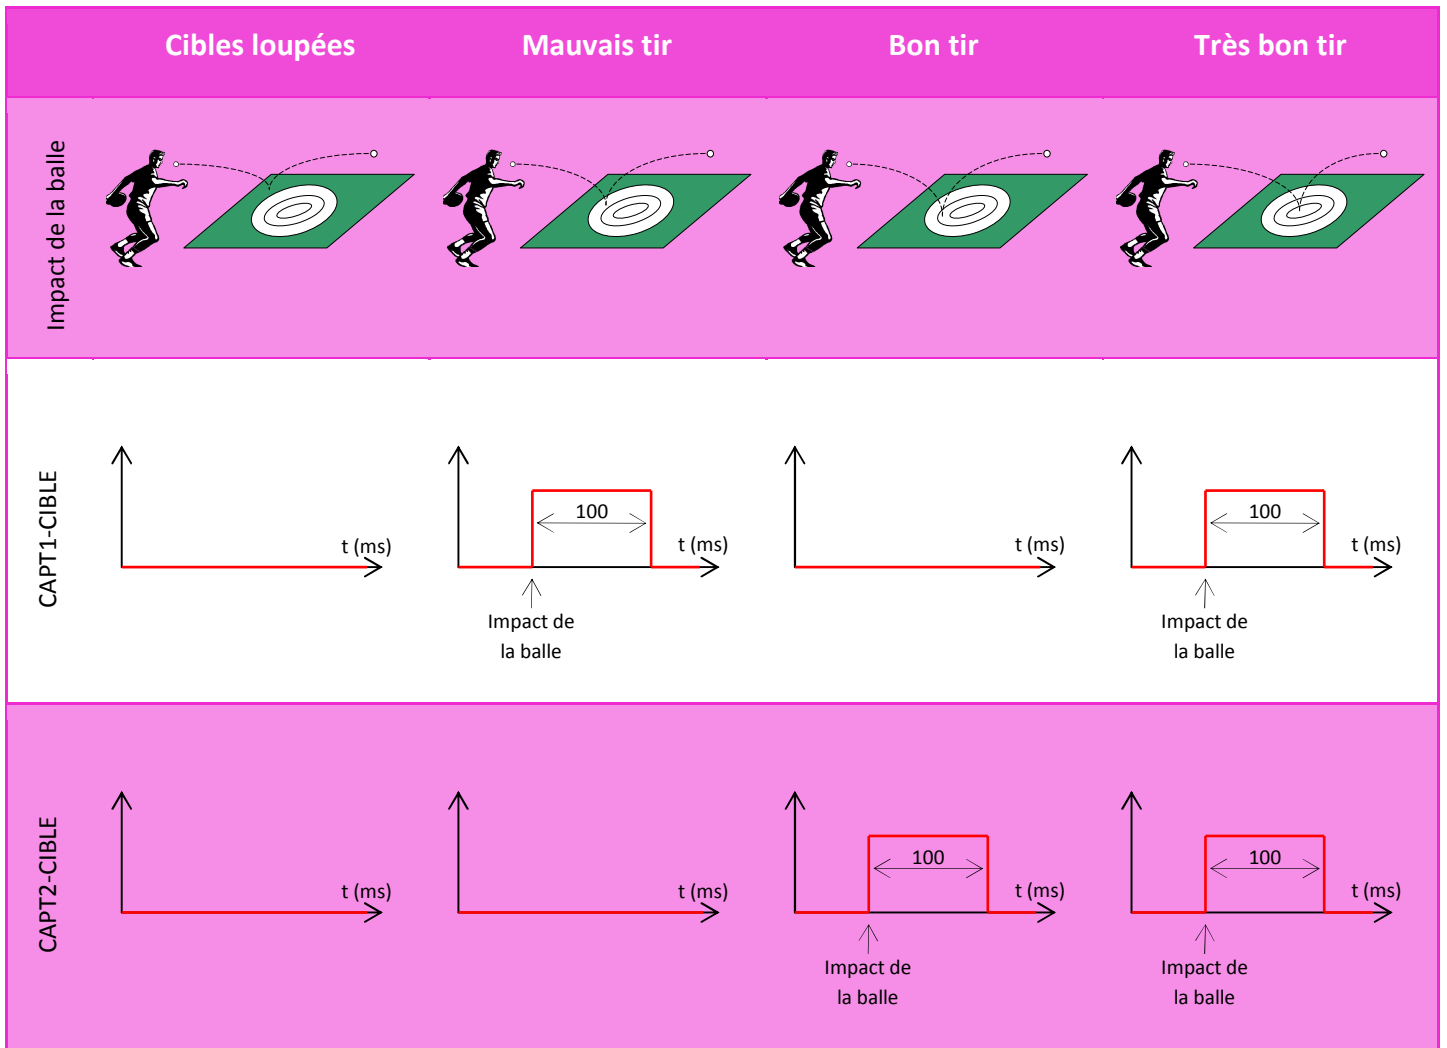 Cibles loupées
Mauvais tir
Bon tir
Très bon tir
Impact de la balle
CAPT1-CIBLE
t (ms)
100
t (ms)
Impact de
la balle
t (ms)
100
t (ms)
Impact de
la balle
CAPT2-CIBLE
t (ms)
t (ms)
100
t (ms)
Impact de
la balle
100
t (ms)
Impact de
la balle